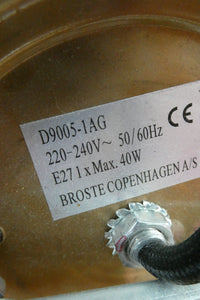 D9005-1AG CE
220-240V~ 50/60Hz
E27 1 x Max. 40W
BROSTE COPENHAGEN A/S